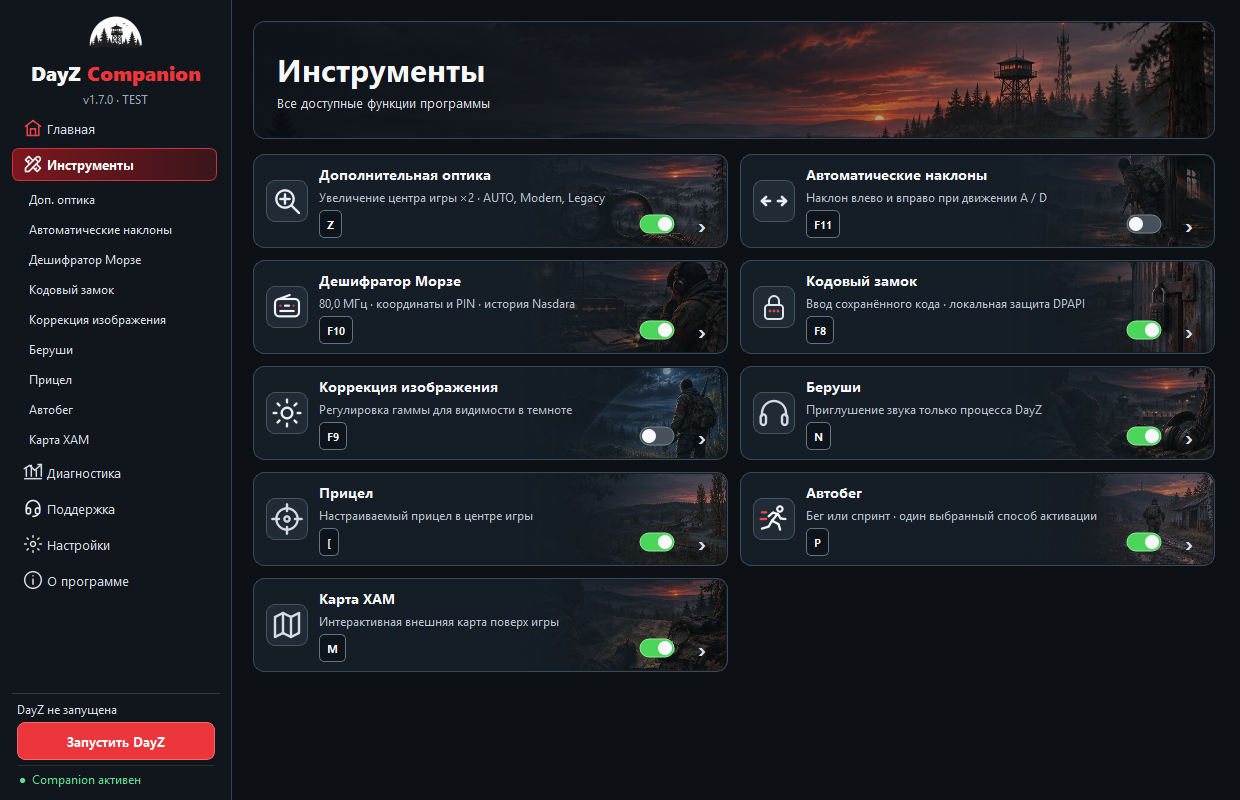 DayZ Companion
v1.7.0 · TEST
Главная
Инструменты
Доп. оптика
Автоматические наклоны
Дешифратор Морзе
Кодовый замок
Коррекция изображения
Беруши
Прицел
Автобег
Карта ХАМ
Диагностика
Поддержка
Настройки
О программе
DayZ не запущена
Запустить DayZ
Companion активен
Инструменты
Все доступные функции программы
Дополнительная оптика
Увеличение центра игры ×2 · AUTO, Modern, Legacy
Z
Автоматические наклоны
Наклон влево и вправо при движении A / D
F11
Дешифратор Морзе
80,0 МГц · координаты и PIN · история Nasdara
F10
Кодовый замок
Ввод сохранённого кода · локальная защита DPAPI
F8
Коррекция изображения
Регулировка гаммы для видимости в темноте
F9
Беруши
Приглушение звука только процесса DayZ
N
Прицел
Настраиваемый прицел в центре игры
[
Автобег
Бег или спринт · один выбранный способ активации
P
Карта ХАМ
Интерактивная внешняя карта поверх игры
M